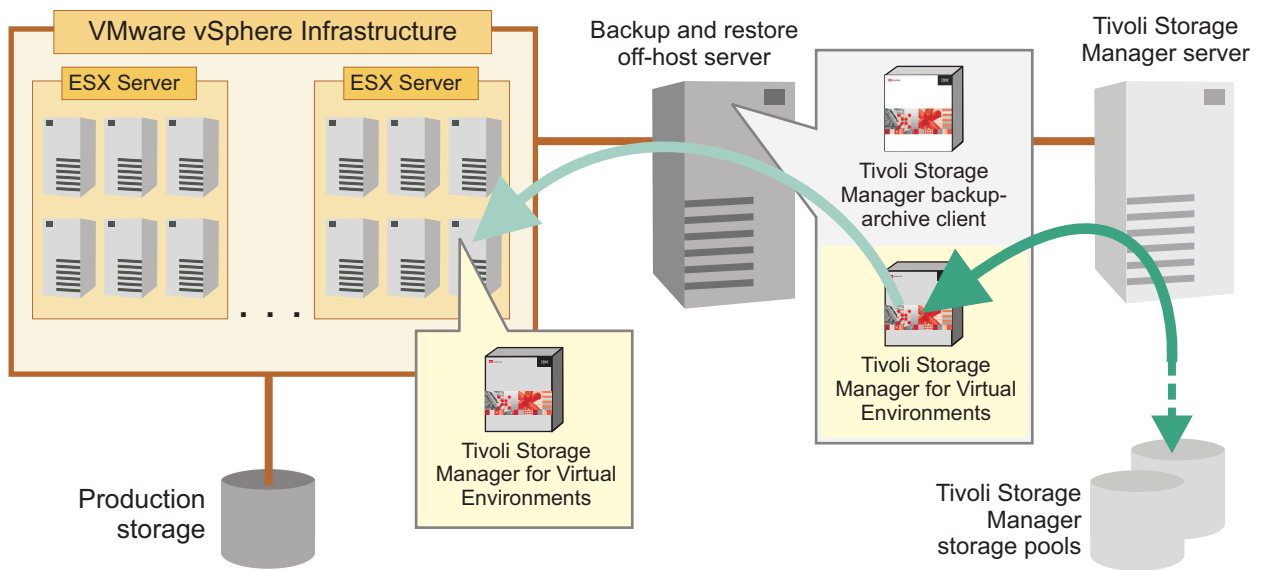 VMware vSphere Infrastructure
ESX Server
ESX Server
. . .
Backup and restore
off-host server
Tivoli Storage
Manager server
Tivoli Storage
Manager backup-
archive client
Tivoli Storage
Manager for Virtual
Environments
Tivoli Storage
Manager for Virtual
Environments
Production
storage
Tivoli Storage
Manager
storage pools